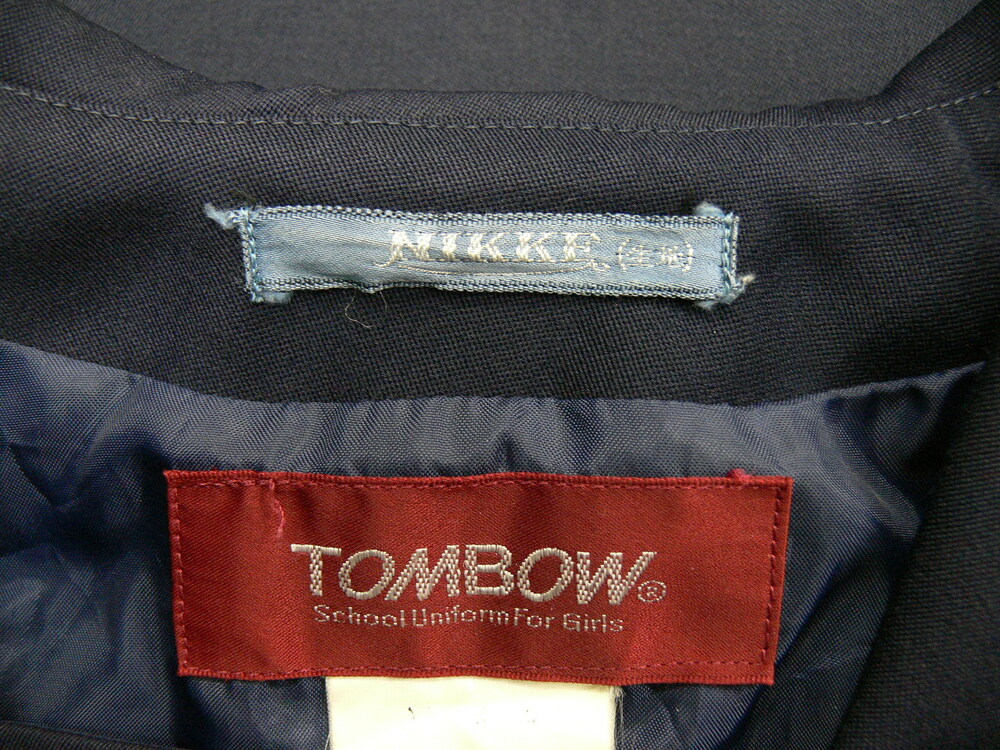 NIKKE
TOMBOW®
School Uniform For Girls